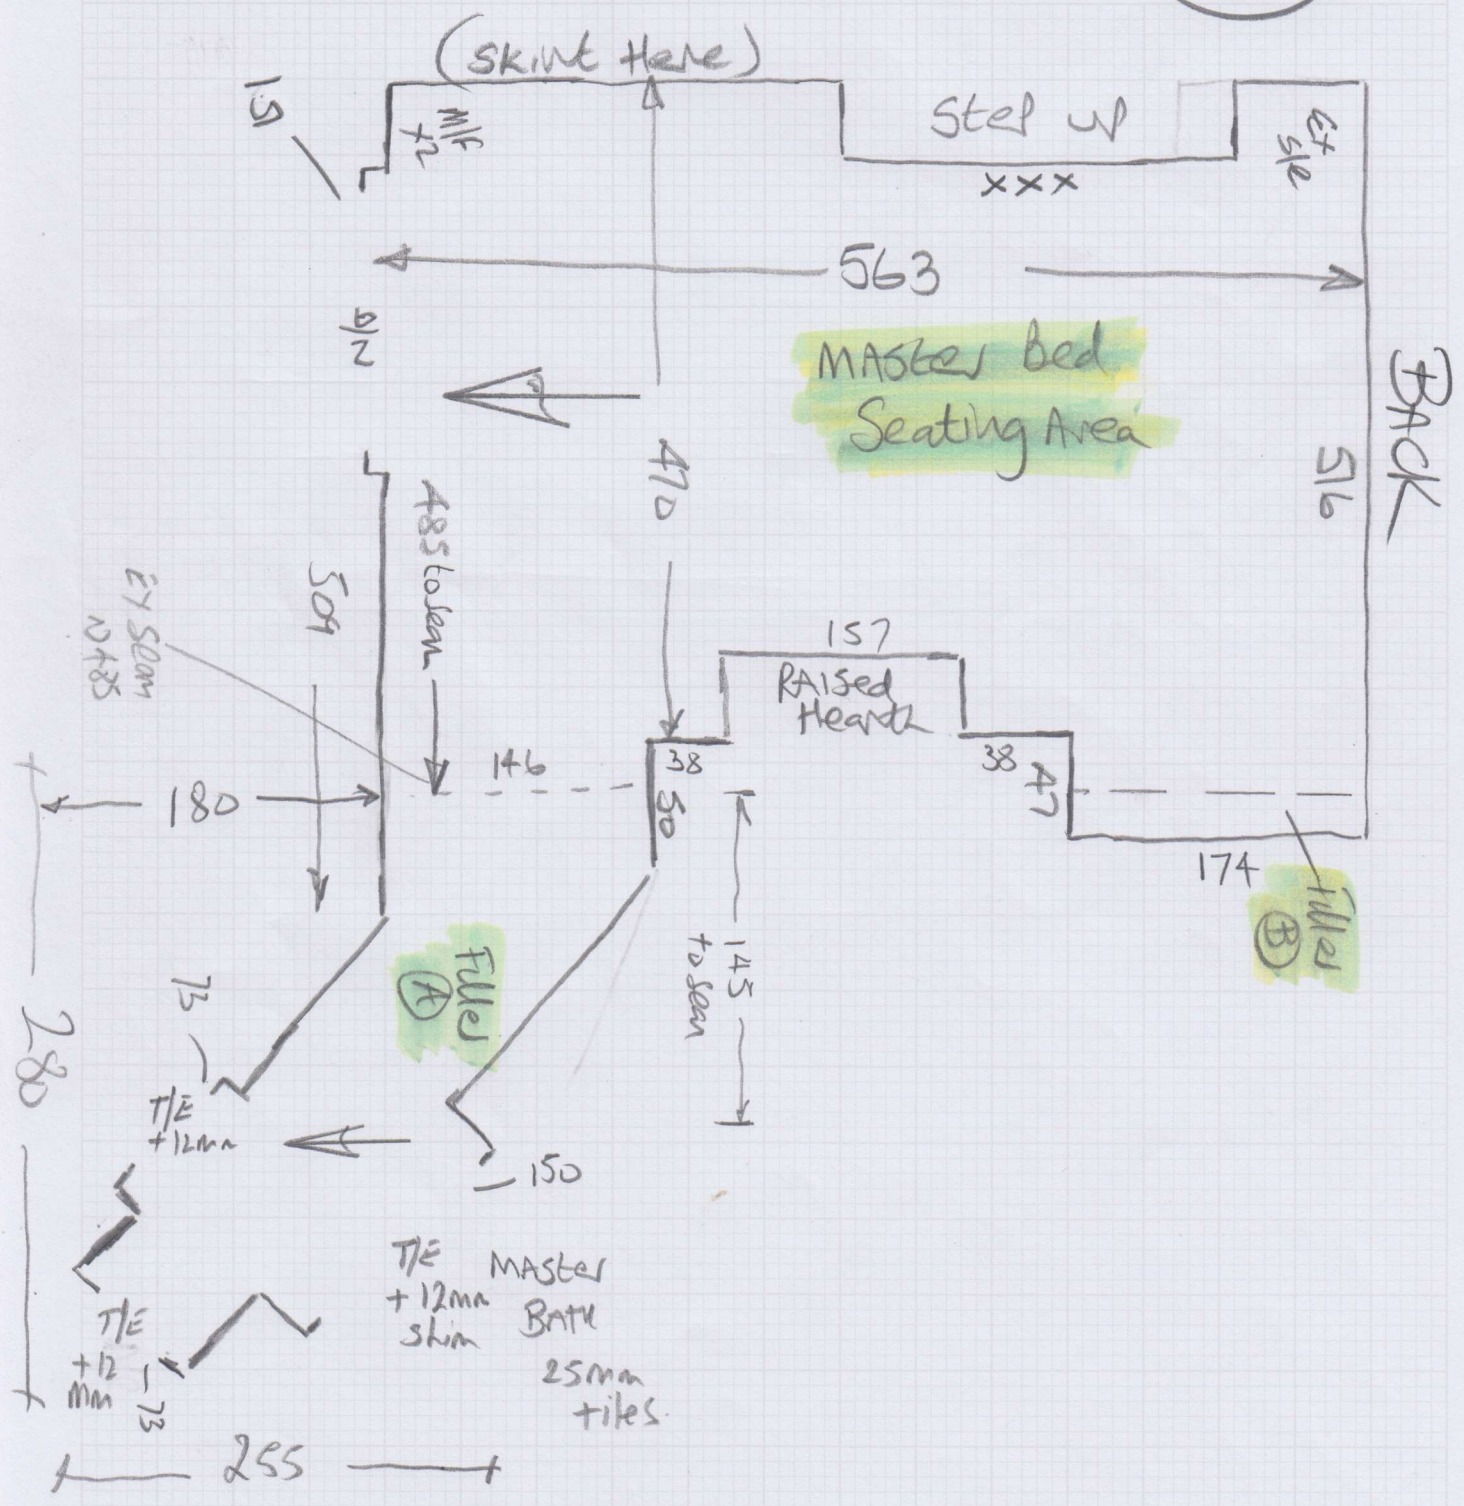 (Skirt Here)
151
M/F
x2
Step up
xxx
Ex
S/R
563
Master Bed
Seating Area
BACK
516
470
485 to seam
509
Ex Seam
157
RAised
Hearth
146
38
50
38
47
180
174
Filler
B
Filler
A
145
to seam
73
280
T/E
+12mm
150
T/E
+12mm
shim
MAster
BAth
25mm
tiles.
T/E
+12
mm
73
255